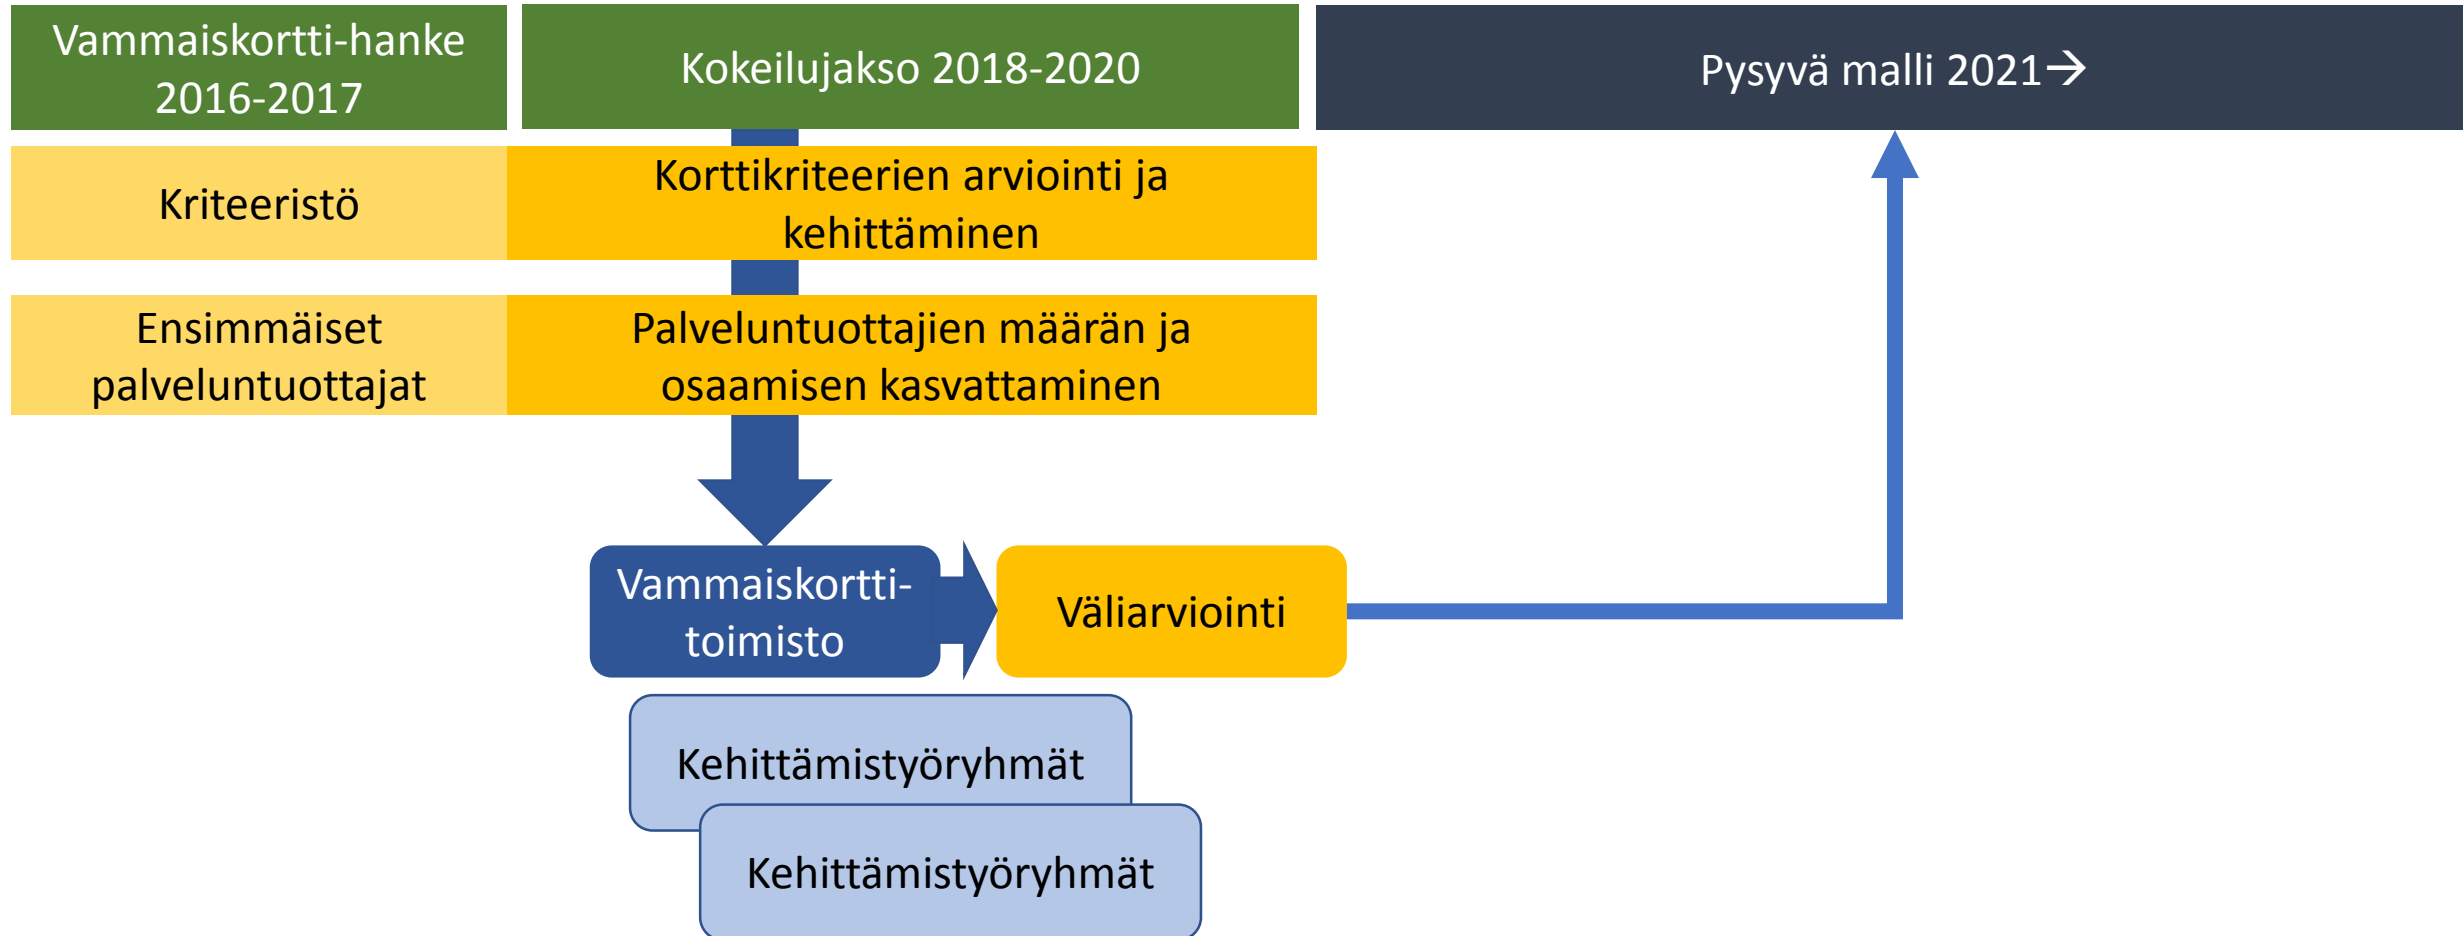 Vammaiskortti-hanke
2016-2017
Kokeilujakso 2018-2020
Pysyvä malli 2021→
Kriteeristö
Korttikriteerien arviointi ja
kehittäminen
Ensimmäiset
palveluntuottajat
Palveluntuottajien määrän ja
osaamisen kasvattaminen
Vammaiskortti-
toimisto
Väliarviointi
Kehittämistyöryhmät
Kehittämistyöryhmät